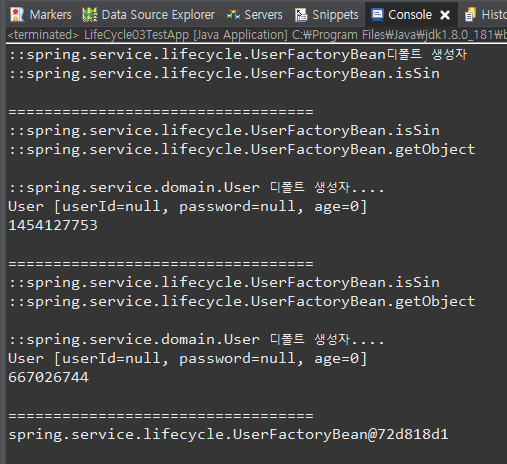 Markers Data Source Explorer Servers Snippets Console Histo
<terminated> LifeCycle03TestApp [Java Application] C:₩Program Files₩Java₩jdk1.8.0_181₩b
::spring.service.lifecycle.UserFactoryBean디폴트 생성자
::spring.service.lifecycle.UserFactoryBean.isSin
==================================
::spring.service.lifecycle.UserFactoryBean.isSin
::spring.service.lifecycle.UserFactoryBean.getObject
::spring.service.domain.User 디폴트 생성자....
User [userId=null, password=null, age=0]
1454127753
==================================
::spring.service.lifecycle.UserFactoryBean.isSin
::spring.service.lifecycle.UserFactoryBean.getObject
::spring.service.domain.User 디폴트 생성자....
User [userId=null, password=null, age=0]
667026744
==================================
spring.service.lifecycle.UserFactoryBean@72d818d1